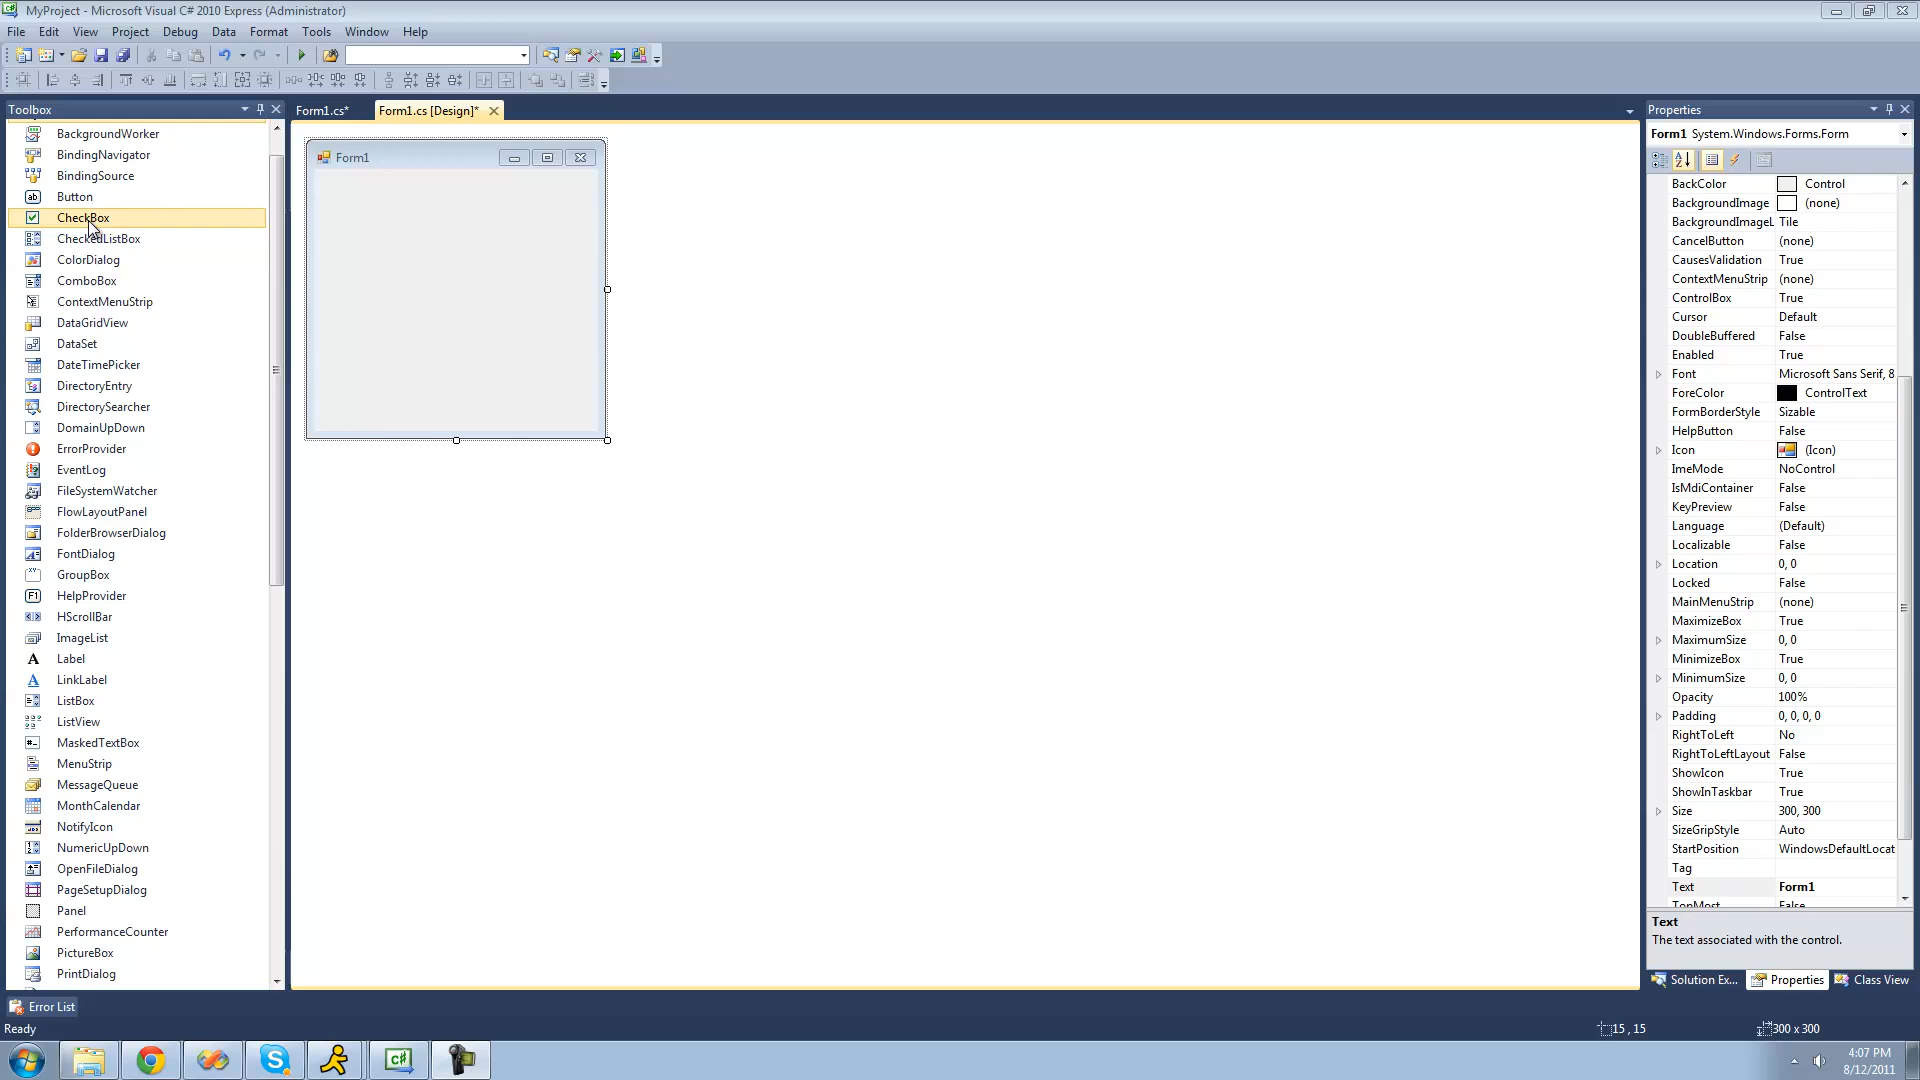 MyProject - Microsoft Visual C# 2010 Express (Administrator)
File Edit View Project Debug Data Format Tools Window Help
Toolbox
Form1.cs*
Form1.cs [Design]*
Properties
BackgroundWorker
BindingNavigator
BindingSource
Button
CheckBox
CheckedListBox
ColorDialog
ComboBox
ContextMenuStrip
DataGridView
DataSet
DateTimePicker
DirectoryEntry
DirectorySearcher
DomainUpDown
ErrorProvider
EventLog
FileSystemWatcher
FlowLayoutPanel
FolderBrowserDialog
FontDialog
GroupBox
HelpProvider
HScrollBar
ImageList
Label
LinkLabel
ListBox
ListView
MaskedTextBox
MenuStrip
MessageQueue
MonthCalendar
NotifyIcon
NumericUpDown
OpenFileDialog
PageSetupDialog
Panel
PerformanceCounter
PictureBox
PrintDialog
Form1
Form1 System.Windows.Forms.Form
BackColor Control
BackgroundImage (none)
BackgroundImageL Tile
CancelButton (none)
CausesValidation True
ContextMenuStrip (none)
ControlBox True
Cursor Default
DoubleBuffered False
Enabled True
Font Microsoft Sans Serif, 8
ForeColor ControlText
FormBorderStyle Sizable
HelpButton False
Icon (Icon)
ImeMode NoControl
IsMdiContainer False
KeyPreview False
Language (Default)
Localizable False
Location 0, 0
Locked False
MainMenuStrip (none)
MaximizeBox True
MaximumSize 0, 0
MinimizeBox True
MinimumSize 0, 0
Opacity 100%
Padding 0, 0, 0, 0
RightToLeft No
RightToLeftLayout False
ShowIcon True
ShowInTaskbar True
Size 300, 300
SizeGripStyle Auto
StartPosition WindowsDefaultLocat
Tag
Text Form1
TopMost False
Text
The text associated with the control.
Solution Ex... Properties Class View
Error List
Ready
15 , 15
300 x 300
4:07 PM
8/12/2011